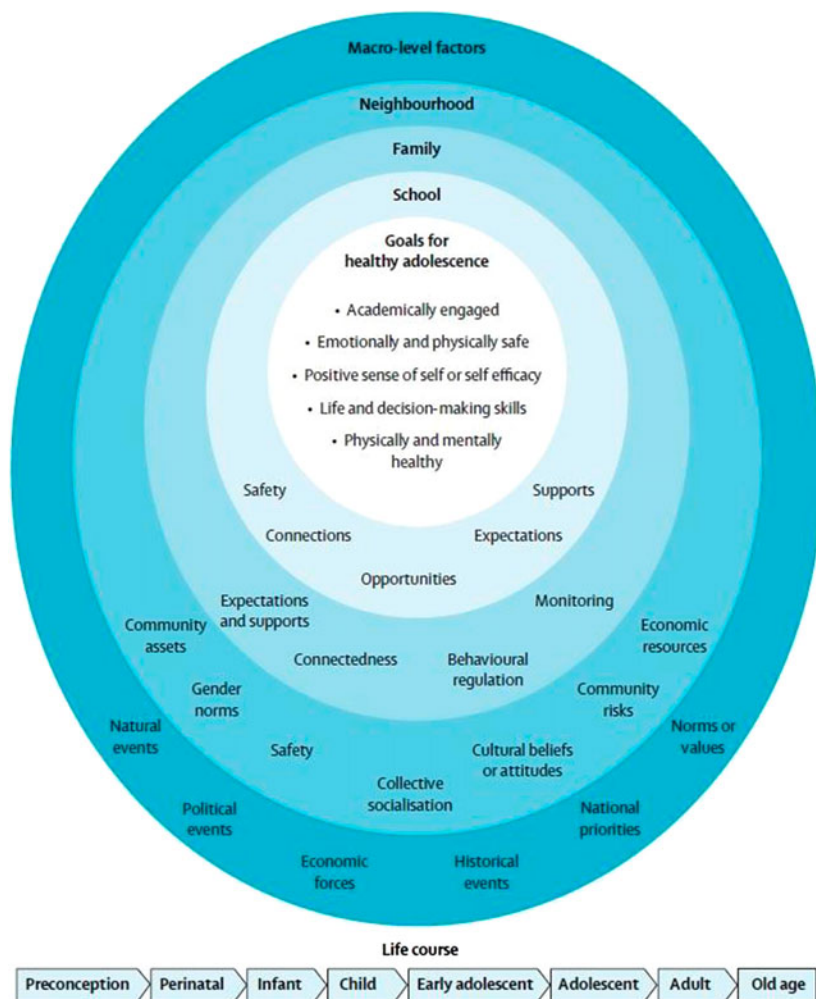 Macro-level factors
Neighbourhood
Family
School
Goals for
healthy adolescence
• Academically engaged
• Emotionally and physically safe
• Positive sense of self or self efficacy
• Life and decision-making skills
• Physically and mentally
healthy
Safety
Supports
Connections
Expectations
Opportunities
Expectations
and supports
Monitoring
Connectedness
Behavioural
regulation
Community
assets
Economic
resources
Gender
norms
Community
risks
Safety
Cultural beliefs
or attitudes
Collective
socialisation
Natural
events
Norms or
values
Political
events
National
priorities
Economic
forces
Historical
events
Life course
Preconception
Perinatal
Infant
Child
Early adolescent
Adolescent
Adult
Old age